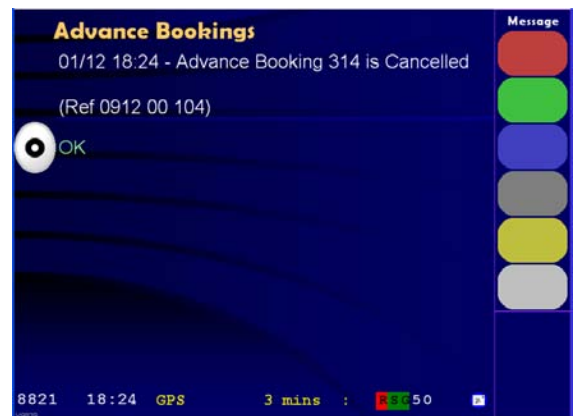 Advance Bookings
Message
01/12 18:24 - Advance Booking 314 is Cancelled
(Ref 0912 00 104)
OK
8821 18:24 GPS 3 mins : RSG50